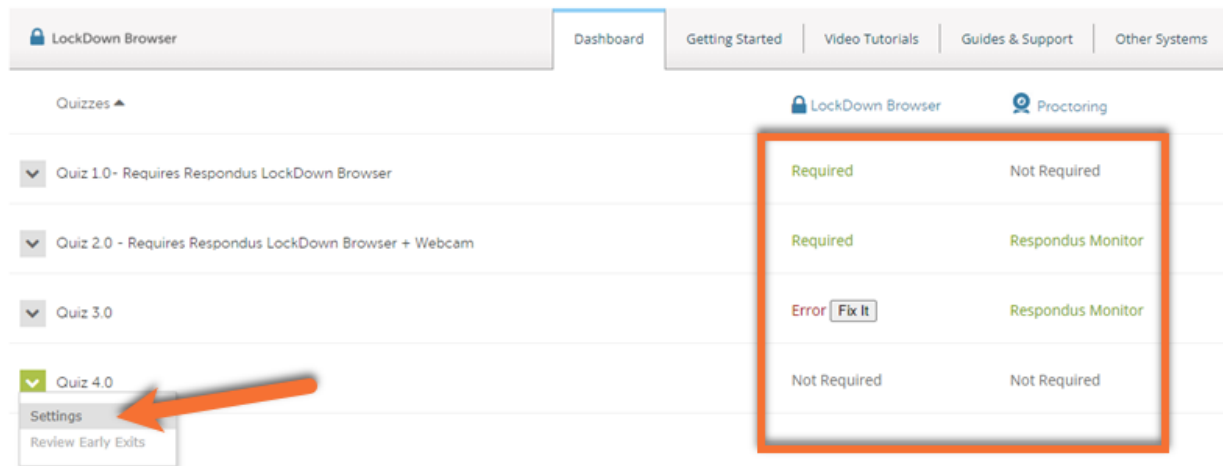 LockDown Browser Dashboard Getting Started Video Tutorials Guides & Support Other Systems
Quizzes LockDown Browser Proctoring
Quiz 1.0- Requires Respondus LockDown Browser Required Not Required
Quiz 2.0 - Requires Respondus LockDown Browser + Webcam Required Respondus Monitor
Quiz 3.0 Error Fix It Respondus Monitor
Quiz 4.0 Not Required Not Required
Settings
Review Early Exits